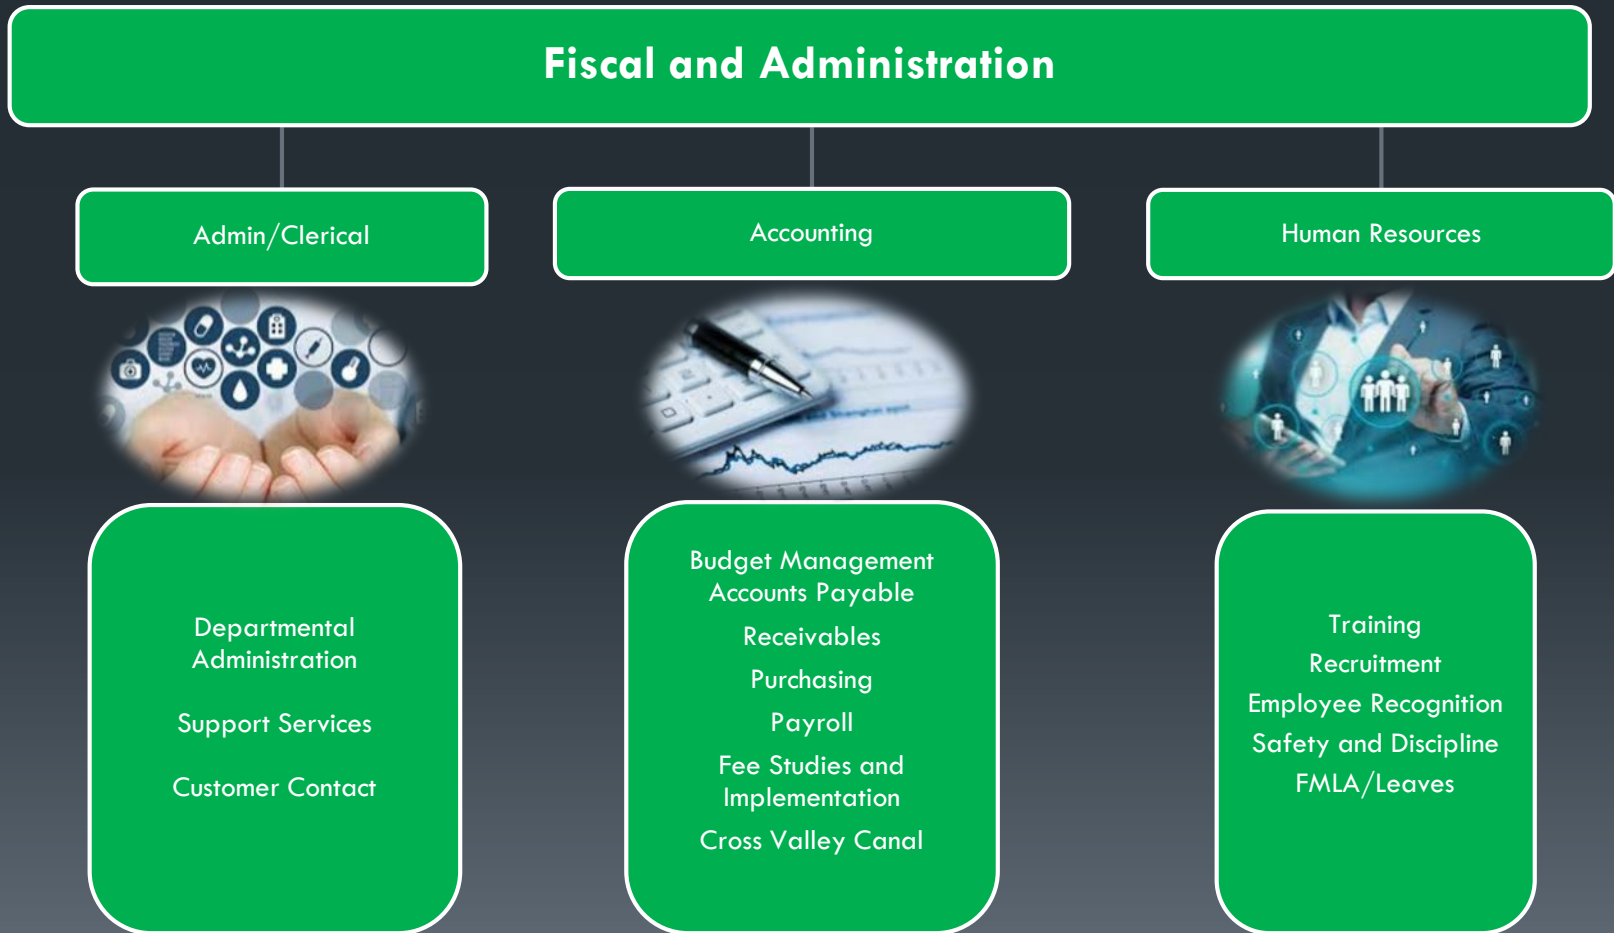 Fiscal and Administration
Admin/Clerical
Accounting
Human Resources
Departmental
Administration
Support Services
Customer Contact
Budget Management
Accounts Payable
Receivables
Purchasing
Payroll
Fee Studies and
Implementation
Cross Valley Canal
Training
Recruitment
Employee Recognition
Safety and Discipline
FMLA/Leaves